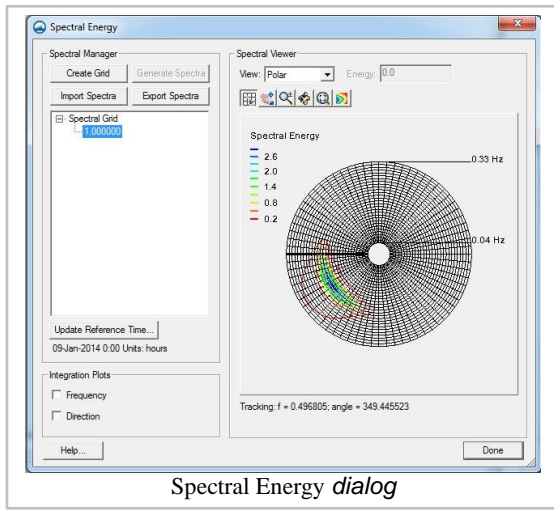 Spectral Energy
Spectral Manager
Create Grid
Generate Spectra
Import Spectra
Export Spectra
Spectral Grid
1.000000
Update Reference Time...
09-Jan-2014 0:00 Units: hours
Integration Plots
Frequency
Direction
Help...
Spectral Viewer
View: Polar
Energy: 0.0
Spectral Energy
2.6
2.0
1.4
0.8
0.2
0.33 Hz
0.04 Hz
Tracking: f = 0.496805; angle = 349.445523
Done
Spectral Energy dialog